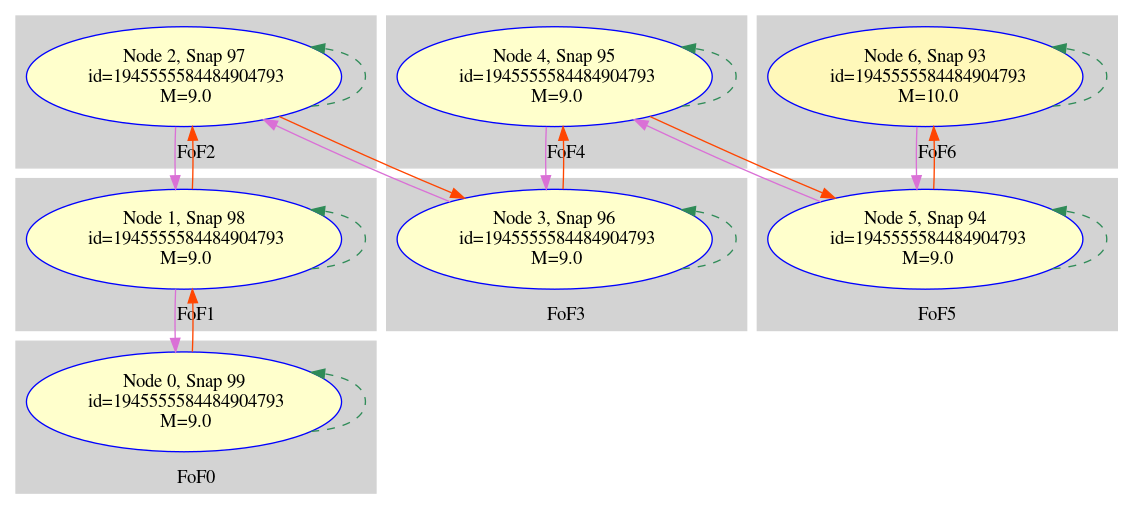 Node 2, Snap 97
id=1945555584484904793
M=9.0
FoF2
Node 4, Snap 95
id=1945555584484904793
M=9.0
FoF4
Node 6, Snap 93
id=1945555584484904793
M=10.0
FoF6
Node 1, Snap 98
id=1945555584484904793
M=9.0
FoF1
Node 3, Snap 96
id=1945555584484904793
M=9.0
FoF3
Node 5, Snap 94
id=1945555584484904793
M=9.0
FoF5
Node 0, Snap 99
id=1945555584484904793
M=9.0
FoF0